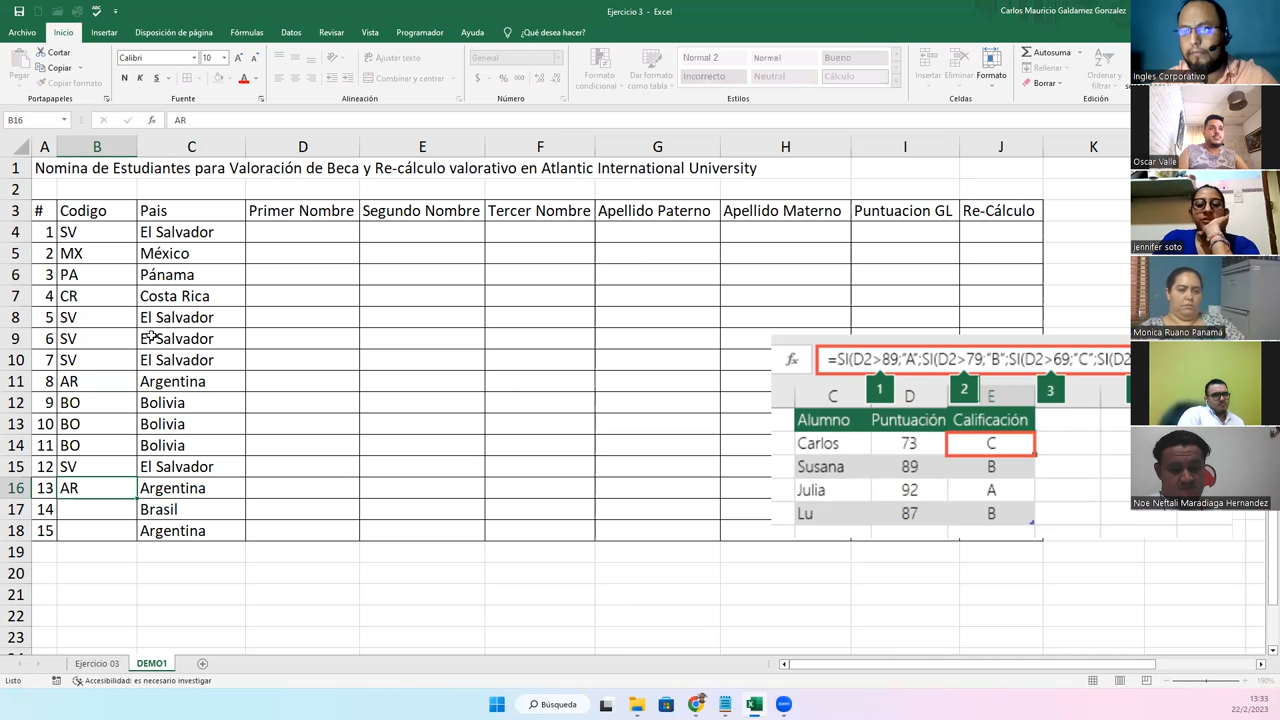 Ejercicio 3 - Excel
Carlos Mauricio Galdamez Gonzalez
Archivo Inicio Insertar Disposición de página Fórmulas Datos Revisar Vista Programador Ayuda ¿Qué desea hacer?
Pegar
Cortar
Copiar
Copiar formato
Portapapeles
Calibri 10
N K S
Fuente
Ajustar texto
Combinar y centrar
Alineación
General
Número
Formato condicional
Dar formato como tabla
Normal 2 Normal Bueno
Incorrecto Neutral Cálculo
Estilos
Insertar Eliminar Formato
Celdas
Autosuma
Rellenar
Borrar
Ordenar y filtrar
Edición
B16 fx AR
A B C D E F G H I J K
1 Nomina de Estudiantes para Valoración de Beca y Re-cálculo valorativo en Atlantic International University
2
3 # Codigo Pais Primer Nombre Segundo Nombre Tercer Nombre Apellido Paterno Apellido Materno Puntuacion GL Re-Cálculo
4 1 SV El Salvador
5 2 MX México
6 3 PA Pánama
7 4 CR Costa Rica
8 5 SV El Salvador
9 6 SV El Salvador
10 7 SV El Salvador
11 8 AR Argentina
12 9 BO Bolivia
13 10 BO Bolivia
14 11 BO Bolivia
15 12 SV El Salvador
16 13 AR Argentina
17 14 Brasil
18 15 Argentina
19
20
21
22
23
fx =SI(D2>89;"A";SI(D2>79;"B";SI(D2>69;"C";SI(D2
1 2 3
C D E
Alumno Puntuación Calificación
Carlos 73 C
Susana 89 B
Julia 92 A
Lu 87 B
Ingles Corporativo
Oscar Valle
jennifer soto
Monica Ruano Panamá
Noe Neftali Maradiaga Hernandez
Ejercicio 03 DEMO1
Listo Accesibilidad: es necesario investigar
190%
Búsqueda
13:33
22/2/2023